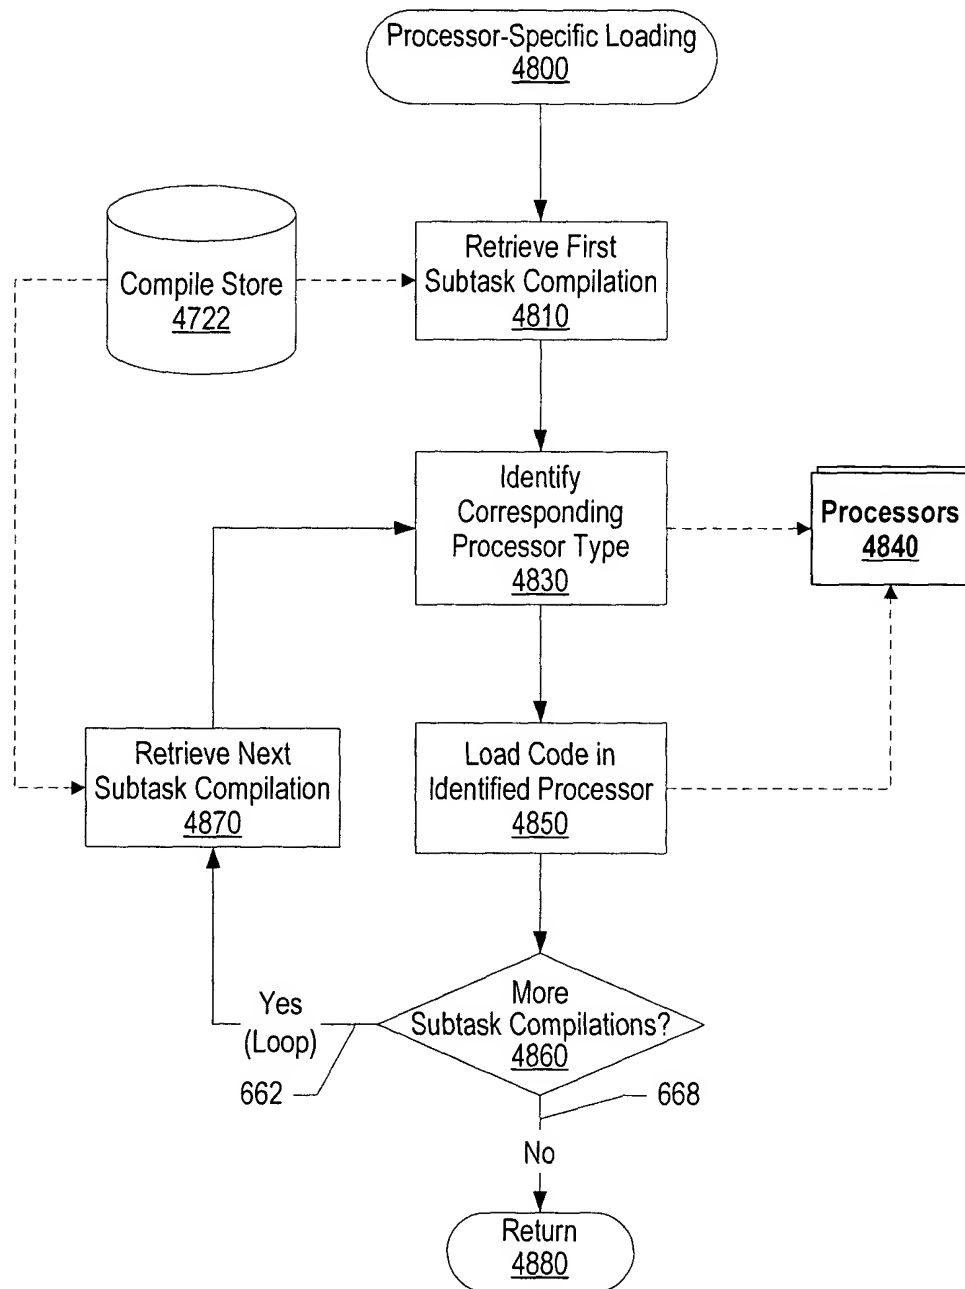 Processor-Specific Loading
4800
Retrieve First
Subtask Compilation
4810
Compile Store
4722
Identify
Corresponding
Processor Type
4830
Processors
4840
Retrieve Next
Subtask Compilation
4870
Load Code in
Identified Processor
4850
More
Subtask Compilations?
4860
Yes
(Loop)
662
668
No
Return
4880